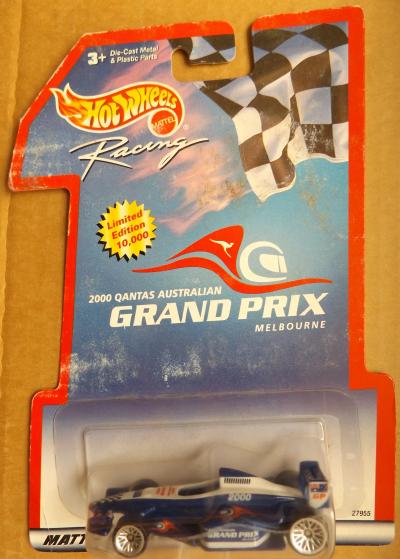 3+ Die-Cast Metal
& Plastic Parts
Hot Wheels
MATTEL
®
Racing
Limited
Edition
10,000
2000 QANTAS AUSTRALIAN
GRAND PRIX
MELBOURNE
2000
GP
GRAND PRIX
27955
MATT